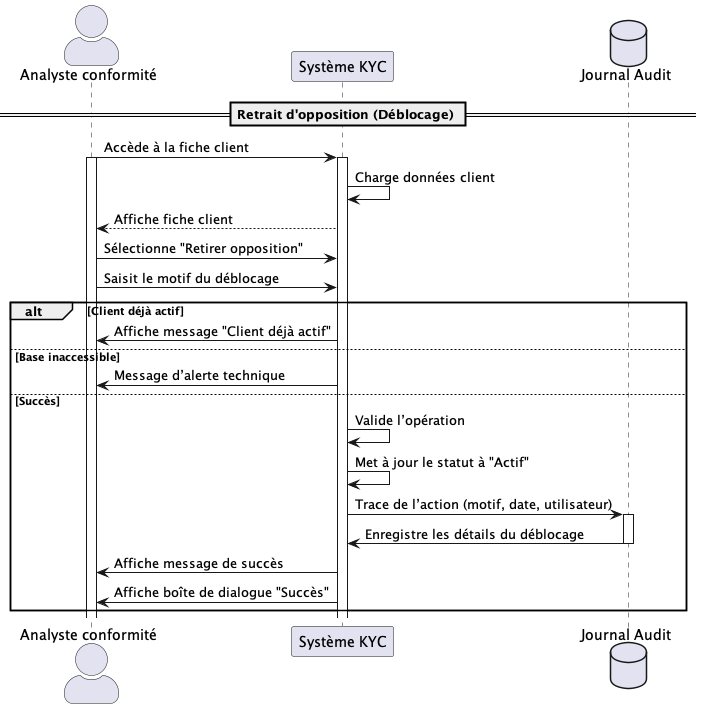 Analyste conformité
Système KYC
Journal Audit
Retrait d'opposition (Déblocage)
Accède à la fiche client
Charge données client
Affiche fiche client
Sélectionne "Retirer opposition"
Saisit le motif du déblocage
alt
[Client déjà actif]
Affiche message "Client déjà actif"
[Base inaccessible]
Message d’alerte technique
[Succès]
Valide l’opération
Met à jour le statut à "Actif"
Trace de l’action (motif, date, utilisateur)
Enregistre les détails du déblocage
Affiche message de succès
Affiche boîte de dialogue "Succès"
Analyste conformité
Système KYC
Journal Audit